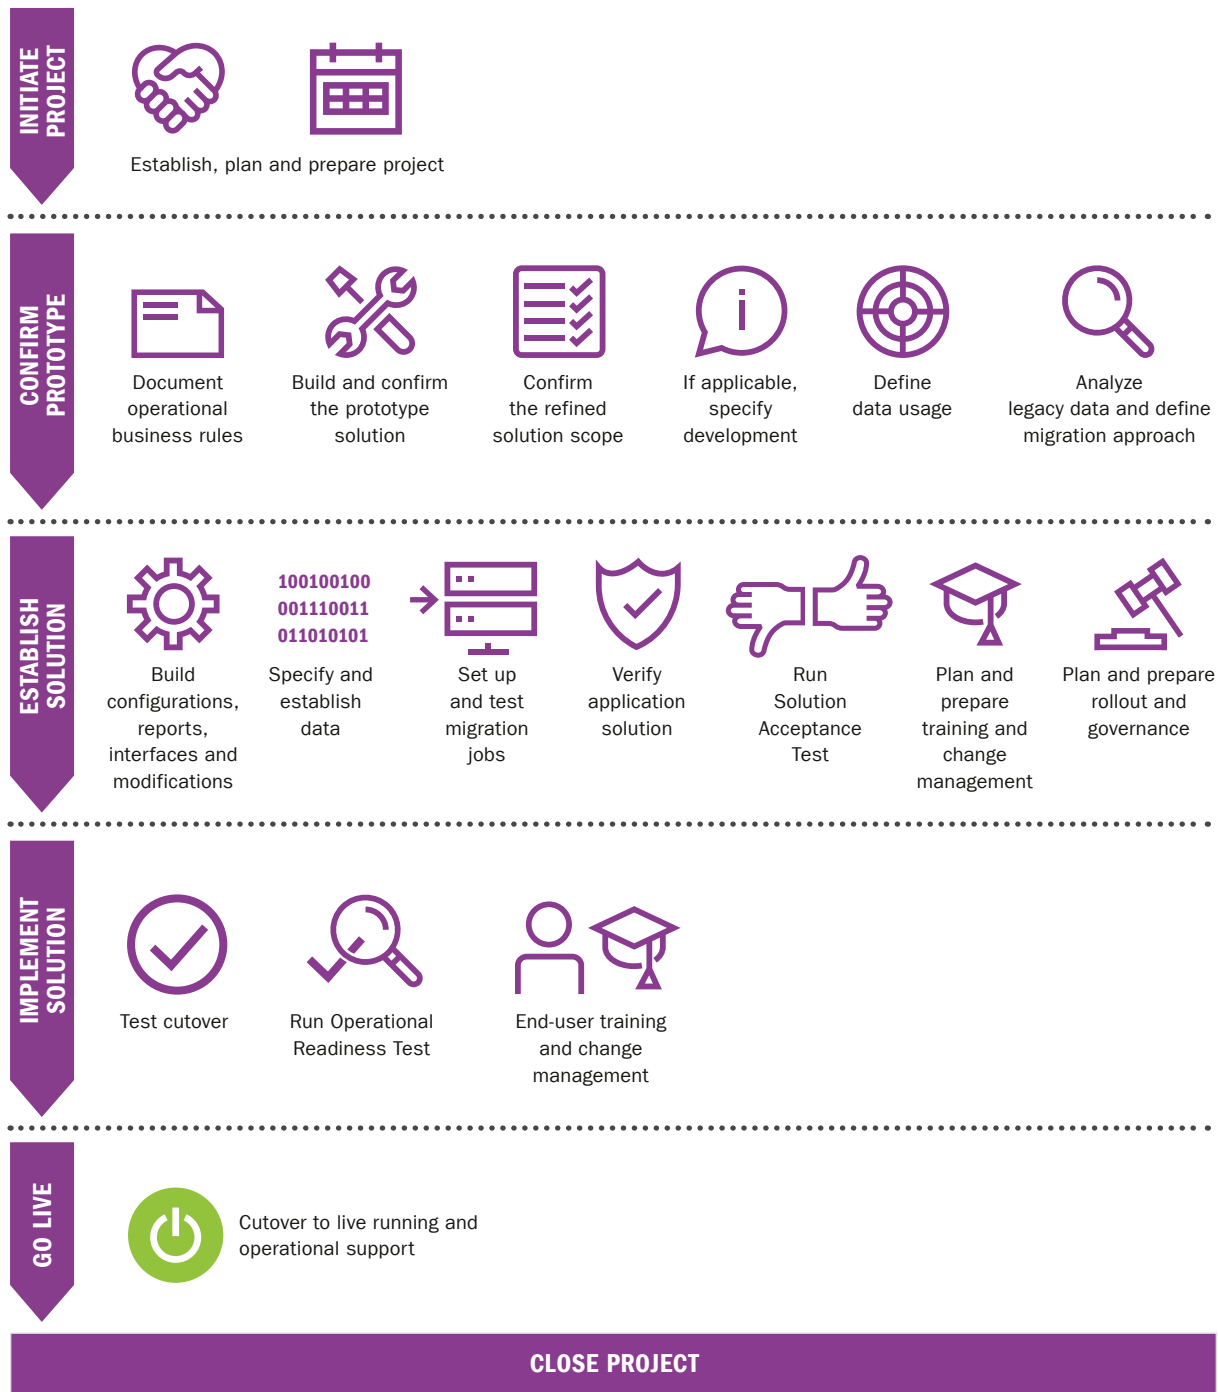 INITIATE
PROJECT
Establish, plan and prepare project
CONFIRM
PROTOTYPE
Document
operational
business rules
Build and confirm
the prototype
solution
Confirm
the refined
solution scope
i
If applicable,
specify
development
Define
data usage
Analyze
legacy data and define
migration approach
ESTABLISH
SOLUTION
Build
configurations,
reports,
interfaces and
modifications
100100100
001110011
011010101
Specify and
establish
data
Set up
and test
migration
jobs
Verify
application
solution
Run
Solution
Acceptance
Test
Plan and
prepare
training and
change
management
Plan and prepare
rollout and
governance
IMPLEMENT
SOLUTION
Test cutover
Run Operational
Readiness Test
End-user training
and change
management
GO LIVE
Cutover to live running and
operational support
CLOSE PROJECT